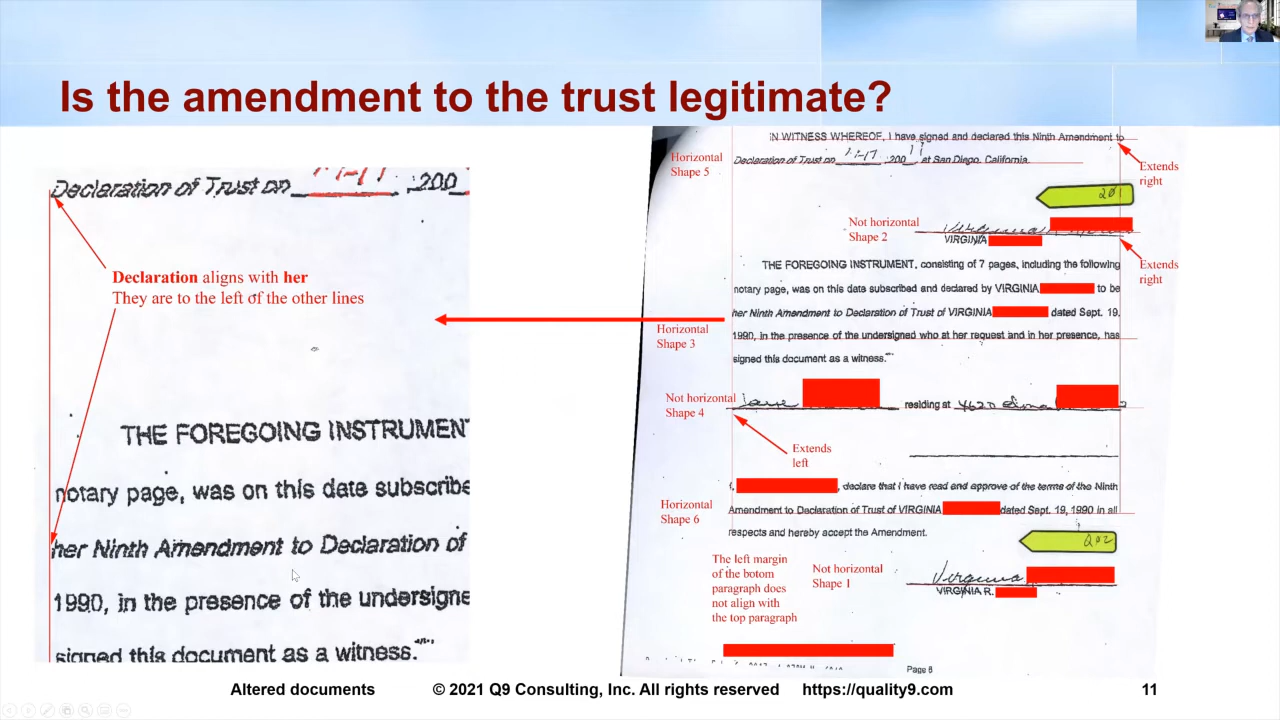 Is the amendment to the trust legitimate?
Declaration of Trust on , 200
Declaration aligns with her
They are to the left of the other lines
THE FOREGOING INSTRUMENT
notary page, was on this date subscribe
her Ninth Amendment to Declaration of
1990, in the presence of the undersigne
signed this document as a witness."
Horizontal
Shape 5
IN WITNESS WHEREOF, I have signed and declared this Ninth Amendment to
Declaration of Trust on 11-17 , 200 11 at San Diego, California.
Extends
right
201
Not horizontal
Shape 2
VIRGINIA
Extends
right
THE FOREGOING INSTRUMENT, consisting of 7 pages, including the following
notary page, was on this date subscribed and declared by VIRGINIA to be
her Ninth Amendment to Declaration of Trust of VIRGINIA dated Sept. 19,
1990, in the presence of the undersigned who at her request and in her presence, has
signed this document as a witness."
Horizontal
Shape 3
Not horizontal
Shape 4
residing at 4620
Extends
left
I, , declare that I have read and approve of the terms of the Ninth
Amendment to Declaration of Trust of VIRGINIA dated Sept. 19, 1990 in all
respects and hereby accept the Amendment.
Horizontal
Shape 6
202
The left margin
of the botom
paragraph does
not align with
the top paragraph
Not horizontal
Shape 1
Virginia
VIRGINIA R.
Page 6
Altered documents © 2021 Q9 Consulting, Inc. All rights reserved https://quality9.com 11